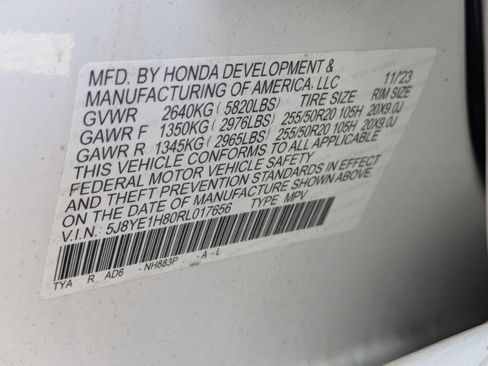 MFD. BY HONDA DEVELOPMENT & 11/23
MANUFACTURING OF AMERICA, LLC
GVWR 2640KG ( 5820LBS) TIRE SIZE RIM SIZE
GAWR F 1350KG ( 2976LBS) 255/50R20 105H 20X9.0J
GAWR R 1345KG ( 2965LBS) 255/50R20 105H 20X9.0J
THIS VEHICLE CONFORMS TO ALL APPLICABLE
FEDERAL MOTOR VEHICLE SAFETY
AND THEFT PREVENTION STANDARDS IN EFFECT
ON THE DATE OF MANUFACTURE SHOWN ABOVE.
V.I.N.: 5J8YE1H80RL017656 TYPE MPV
TYA R AD6 -NH883P -A-L